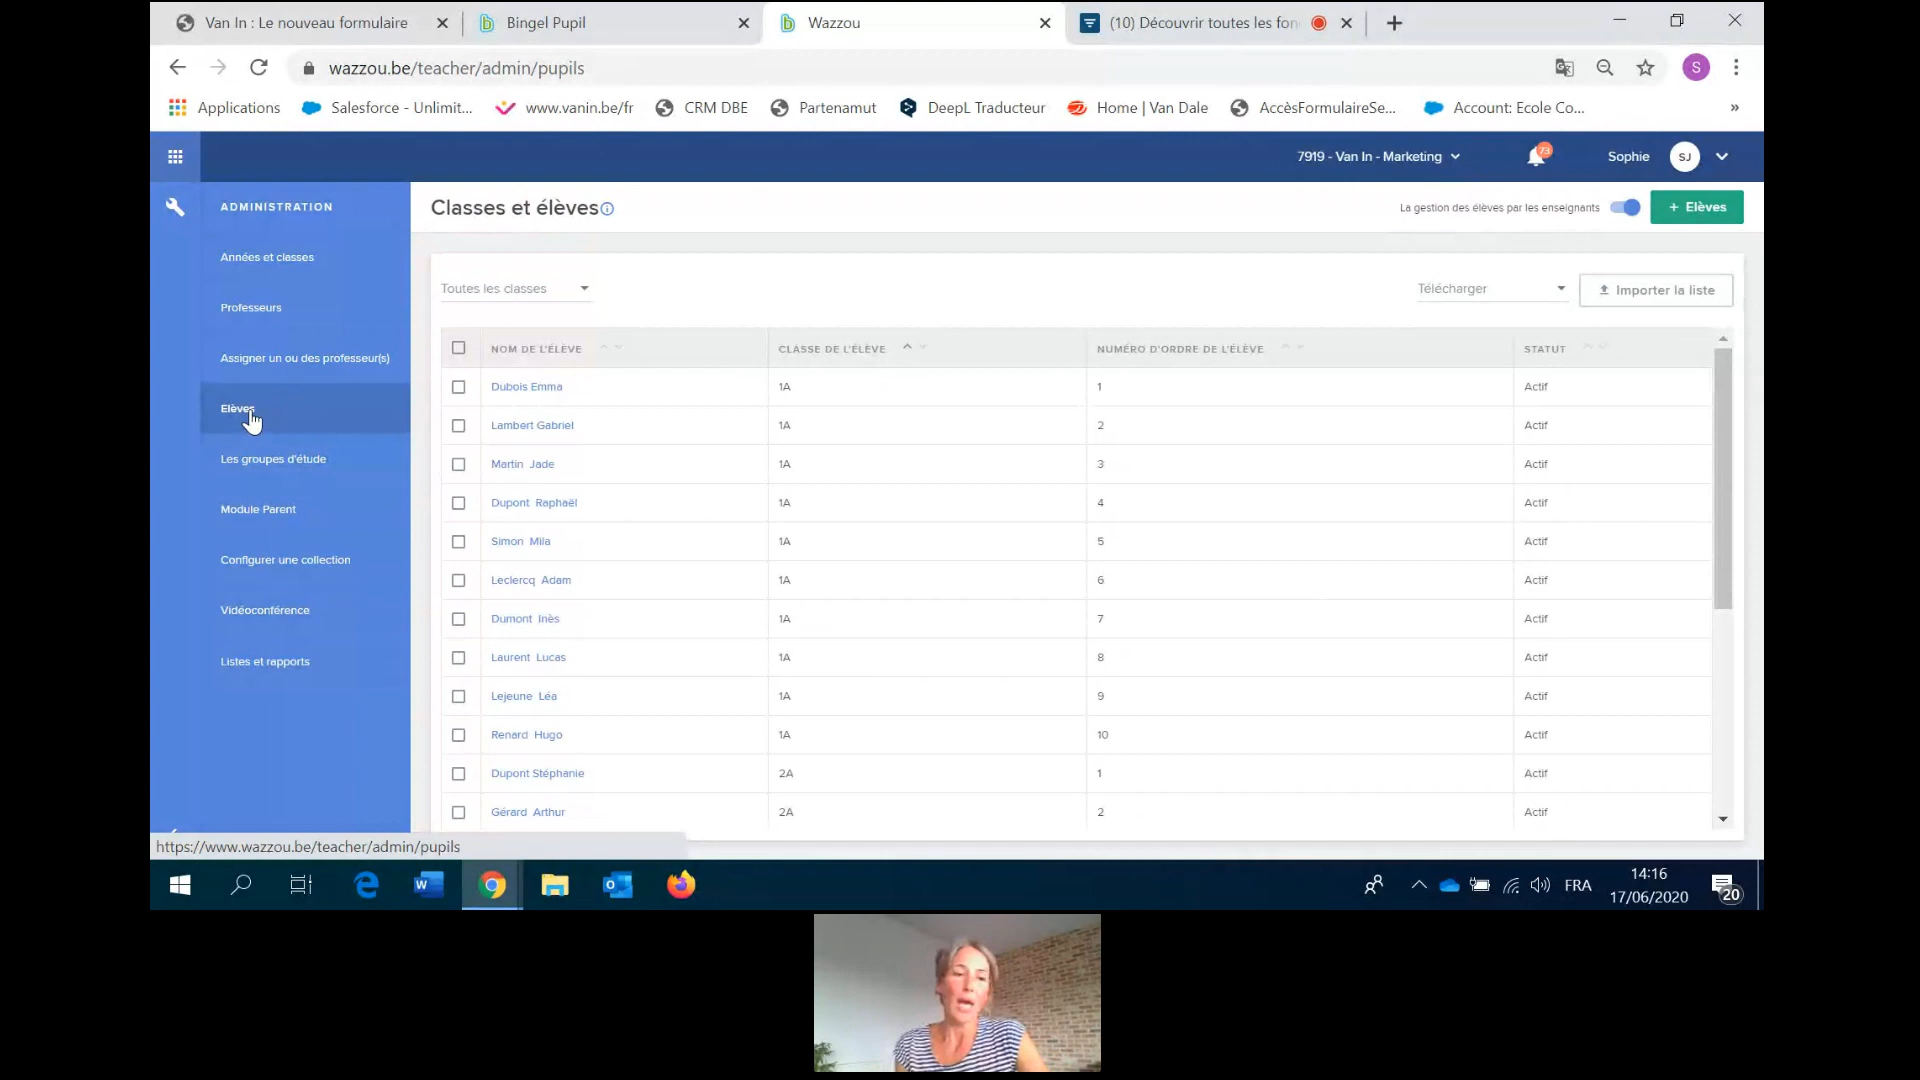 Van In : Le nouveau formulaire
Bingel Pupil
Wazzou
(10) Découvrir toutes les fon
wazzou.be/teacher/admin/pupils
S
Applications
Salesforce - Unlimit...
www.vanin.be/fr
CRM DBE
Partenamut
DeepL Traducteur
Home | Van Dale
AccèsFormulaireSe...
Account: Ecole Co...
»
7919 - Van In - Marketing
73
Sophie
SJ
ADMINISTRATION
Années et classes
Professeurs
Assigner un ou des professeur(s)
Elèves
Les groupes d'étude
Module Parent
Configurer une collection
Vidéoconférence
Listes et rapports
Classes et élèves
La gestion des élèves par les enseignants
+ Elèves
Toutes les classes
Télécharger
Importer la liste
NOM DE L'ÉLÈVE CLASSE DE L'ÉLÈVE NUMÉRO D'ORDRE DE L'ÉLÈVE STATUT
Dubois Emma 1A 1 Actif
Lambert Gabriel 1A 2 Actif
Martin Jade 1A 3 Actif
Dupont Raphaël 1A 4 Actif
Simon Mila 1A 5 Actif
Leclercq Adam 1A 6 Actif
Dumont Inès 1A 7 Actif
Laurent Lucas 1A 8 Actif
Lejeune Léa 1A 9 Actif
Renard Hugo 1A 10 Actif
Dupont Stéphanie 2A 1 Actif
Gérard Arthur 2A 2 Actif
https://www.wazzou.be/teacher/admin/pupils
FRA
14:16
17/06/2020
20